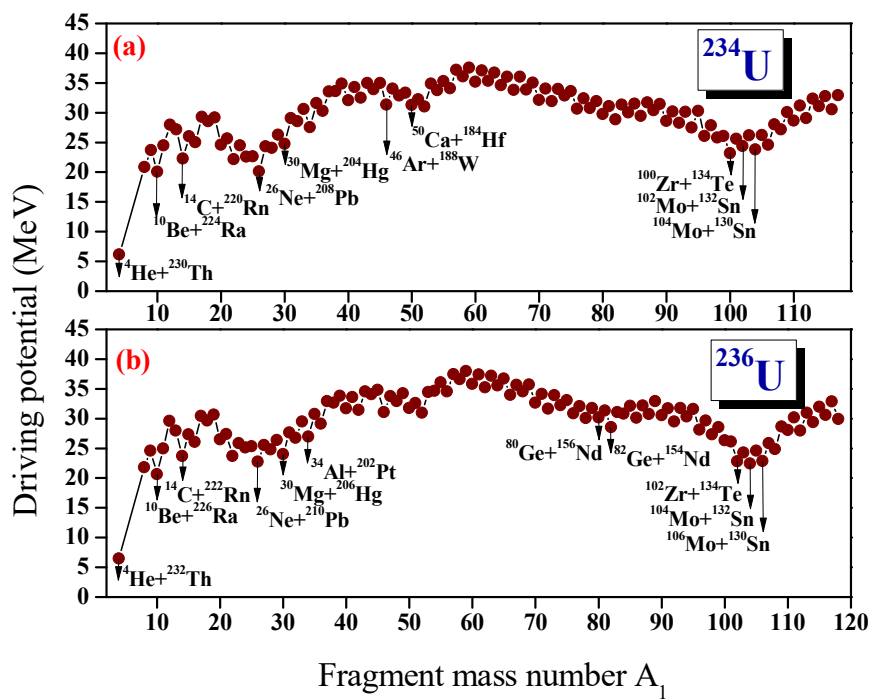 Driving potential (MeV)
45
40
35
30
25
20
15
10
5
0
(a)
²³⁴U
⁴He+²³⁰Th
¹⁰Be+²²⁴Ra
¹⁴C+²²⁰Rn
²⁶Ne+²⁰⁸Pb
³⁰Mg+²⁰⁴Hg
⁴⁶Ar+¹⁸⁸W
⁵⁰Ca+¹⁸⁴Hf
¹⁰⁰Zr+¹³⁴Te
¹⁰²Mo+¹³²Sn
¹⁰⁴Mo+¹³⁰Sn
10 20 30 40 50 60 70 80 90 100 110
45
40
35
30
25
20
15
10
5
0
(b)
²³⁶U
⁴He+²³²Th
¹⁰Be+²²⁶Ra
¹⁴C+²²²Rn
²⁶Ne+²¹⁰Pb
³⁰Mg+²⁰⁶Hg
³⁴Al+²⁰²Pt
⁸⁰Ge+¹⁵⁶Nd
⁸²Ge+¹⁵⁴Nd
¹⁰²Zr+¹³⁴Te
¹⁰⁴Mo+¹³²Sn
¹⁰⁶Mo+¹³⁰Sn
10 20 30 40 50 60 70 80 90 100 110 120
Fragment mass number A₁